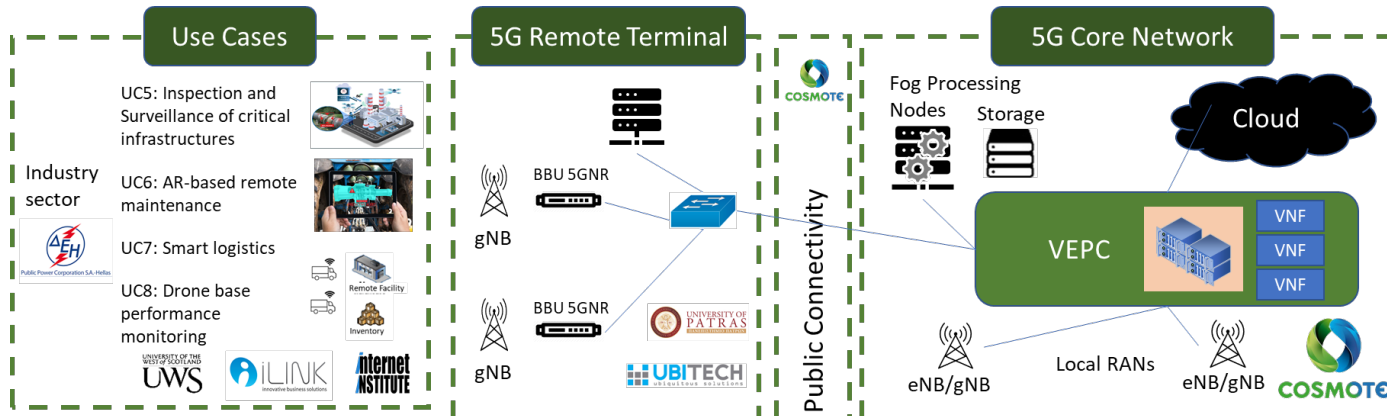 Use Cases
UC5: Inspection and
Surveillance of critical
infrastructures
Industry
sector
UC6: AR-based remote
maintenance
ΔEH
Public Power Corporation S.A.-Hellas
UC7: Smart logistics
UC8: Drone base
performance
monitoring
Remote Facility
Inventory
UNIVERSITY OF THE
WEST of SCOTLAND
UWS
iLINK
innovative business solutions
the
internet
INSTITUTE
5G Remote Terminal
BBU 5GNR
gNB
BBU 5GNR
gNB
UNIVERSITY OF
PATRAS
UBITECH
ubiquitous solutions
COSMOTE
Public Connectivity
5G Core Network
Fog Processing
Nodes
Storage
Cloud
VEPC
VNF
VNF
VNF
eNB/gNB
Local RANs
eNB/gNB
COSMOTE